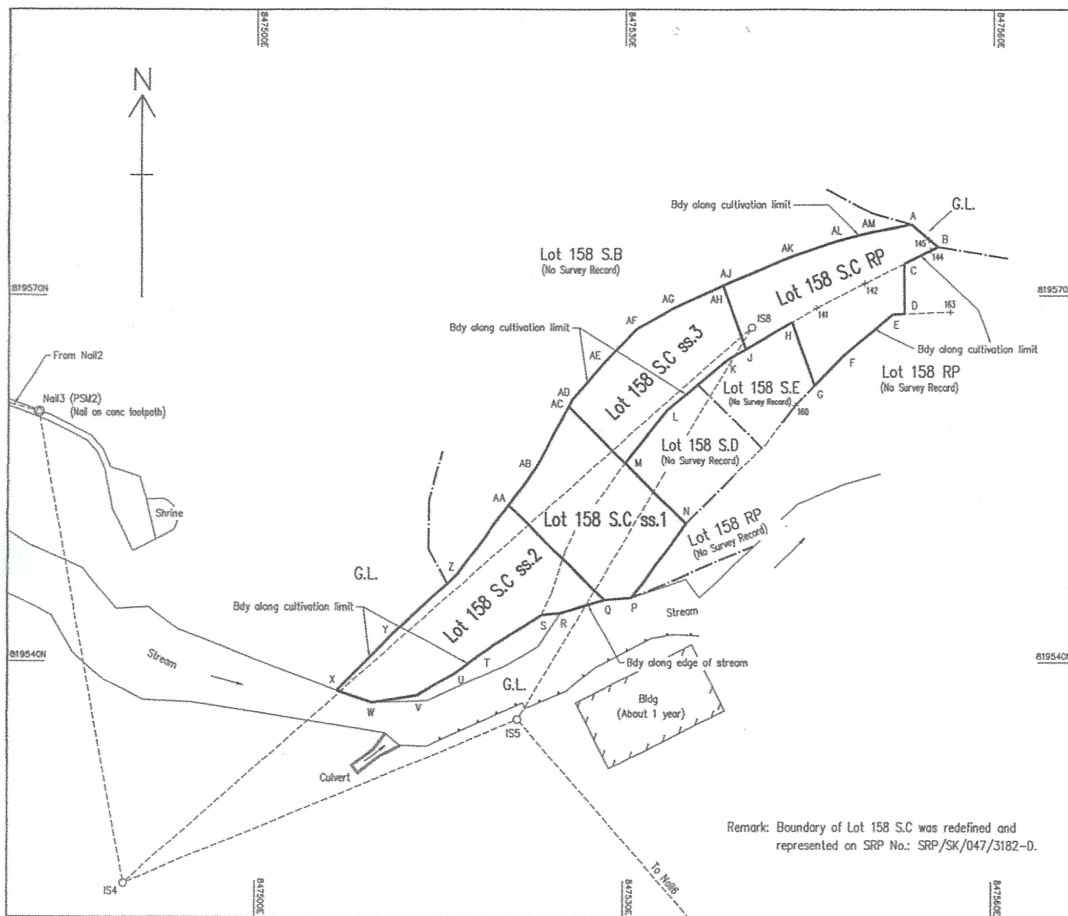 847500E
847530E
847560E
N
Bdy along cultivation limit
A
G.L.
AM
AL
B
145
144
AK
Lot 158 S.B
(No Survey Record)
C
AJ
Lot 158 S.C RP
142
819570N
819570N
AH
AG
141
D
163
E
IS8
AF
H
Bdy along cultivation limit
Bdy along cultivation limit
J
From Nail2
AE
Lot 158 S.C ss.3
K
F
Lot 158 RP
(No Survey Record)
Lot 158 S.E
(No Survey Record)
G
AD
AC
Nail3 (PSM2)
(Nail on conc footpath)
160
L
Lot 158 S.D
(No Survey Record)
AB
M
AA
Shrine
Lot 158 S.C ss.1
N
Lot 158 RP
(No Survey Record)
Z
G.L.
Lot 158 S.C ss.2
Bdy along cultivation limit
Q
P
S
R
Stream
Y
Stream
T
Bdy along edge of stream
819540N
819540N
X
U
G.L.
W
V
Bldg
(About 1 year)
IS5
Culvert
Remark: Boundary of Lot 158 S.C was redefined and
represented on SRP No.: SRP/SK/047/3182-D.
To Nail6
IS4
847500E
847530E
847560E